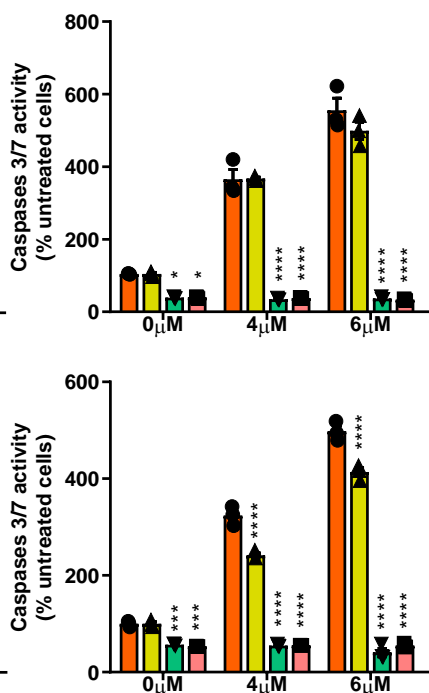 Caspases 3/7 activity
(% untreated cells)
800
600
400
200
0
* * **** **** **** ****
0μM 4μM 6μM
Caspases 3/7 activity
(% untreated cells)
600
400
200
0
*** *** **** **** **** **** **** ****
0μM 4μM 6μM